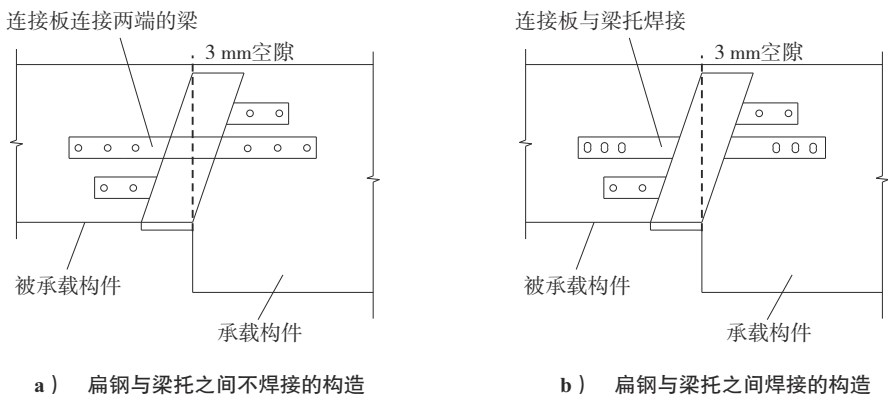 连接板连接两端的梁
3 mm空隙
被承载构件
承载构件
a） 扁钢与梁托之间不焊接的构造
连接板与梁托焊接
3 mm空隙
被承载构件
承载构件
b） 扁钢与梁托之间焊接的构造